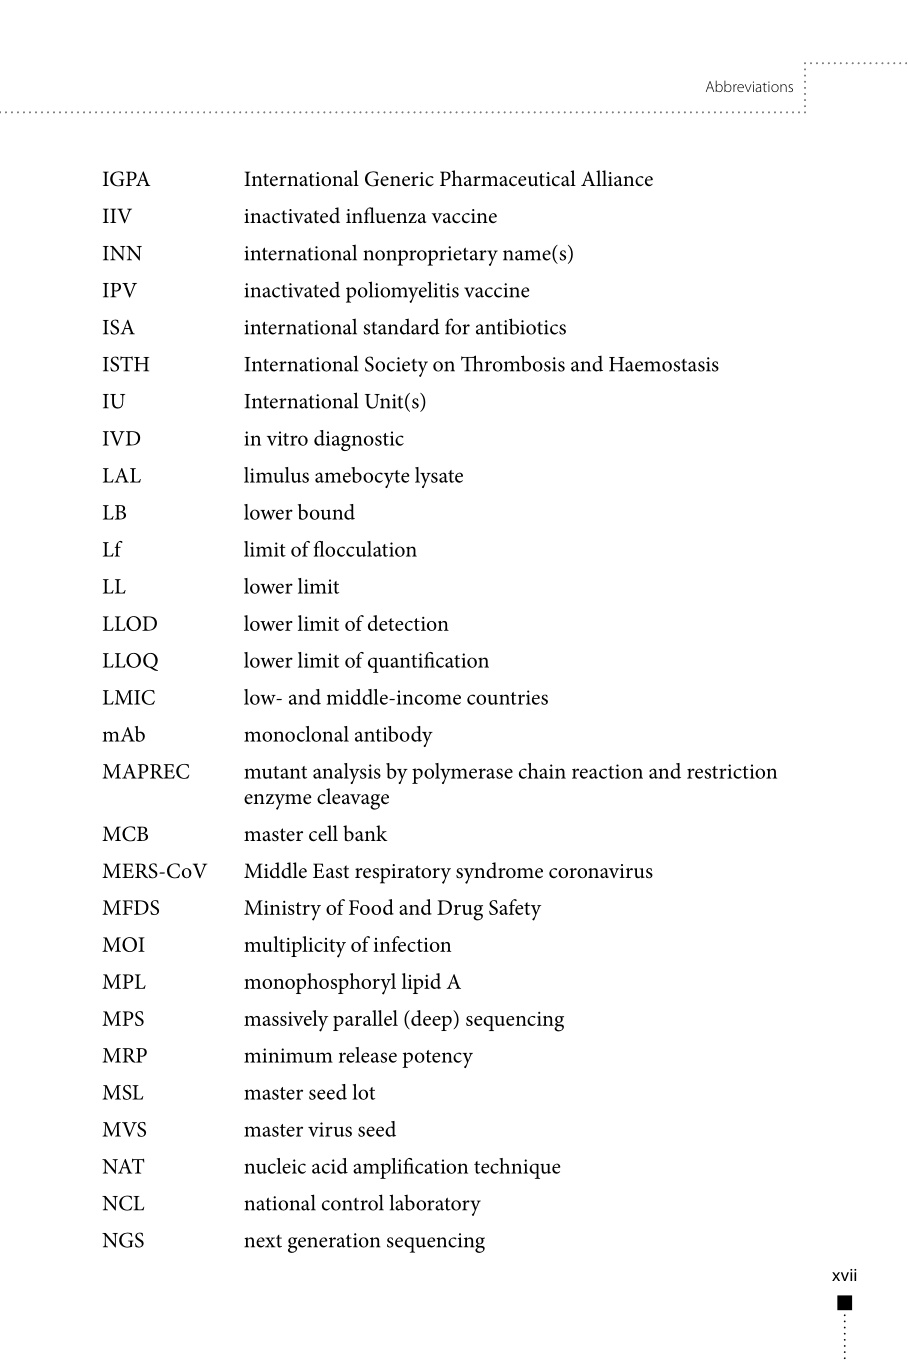 Abbreviations
IGPA International Generic Pharmaceutical Alliance
IIV inactivated influenza vaccine
INN international nonproprietary name(s)
IPV inactivated poliomyelitis vaccine
ISA international standard for antibiotics
ISTH International Society on Thrombosis and Haemostasis
IU International Unit(s)
IVD in vitro diagnostic
LAL limulus amebocyte lysate
LB lower bound
Lf limit of flocculation
LL lower limit
LLOD lower limit of detection
LLOQ lower limit of quantification
LMIC low- and middle-income countries
mAb monoclonal antibody
MAPREC mutant analysis by polymerase chain reaction and restriction
enzyme cleavage
MCB master cell bank
MERS-CoV Middle East respiratory syndrome coronavirus
MFDS Ministry of Food and Drug Safety
MOI multiplicity of infection
MPL monophosphoryl lipid A
MPS massively parallel (deep) sequencing
MRP minimum release potency
MSL master seed lot
MVS master virus seed
NAT nucleic acid amplification technique
NCL national control laboratory
NGS next generation sequencing
xvii